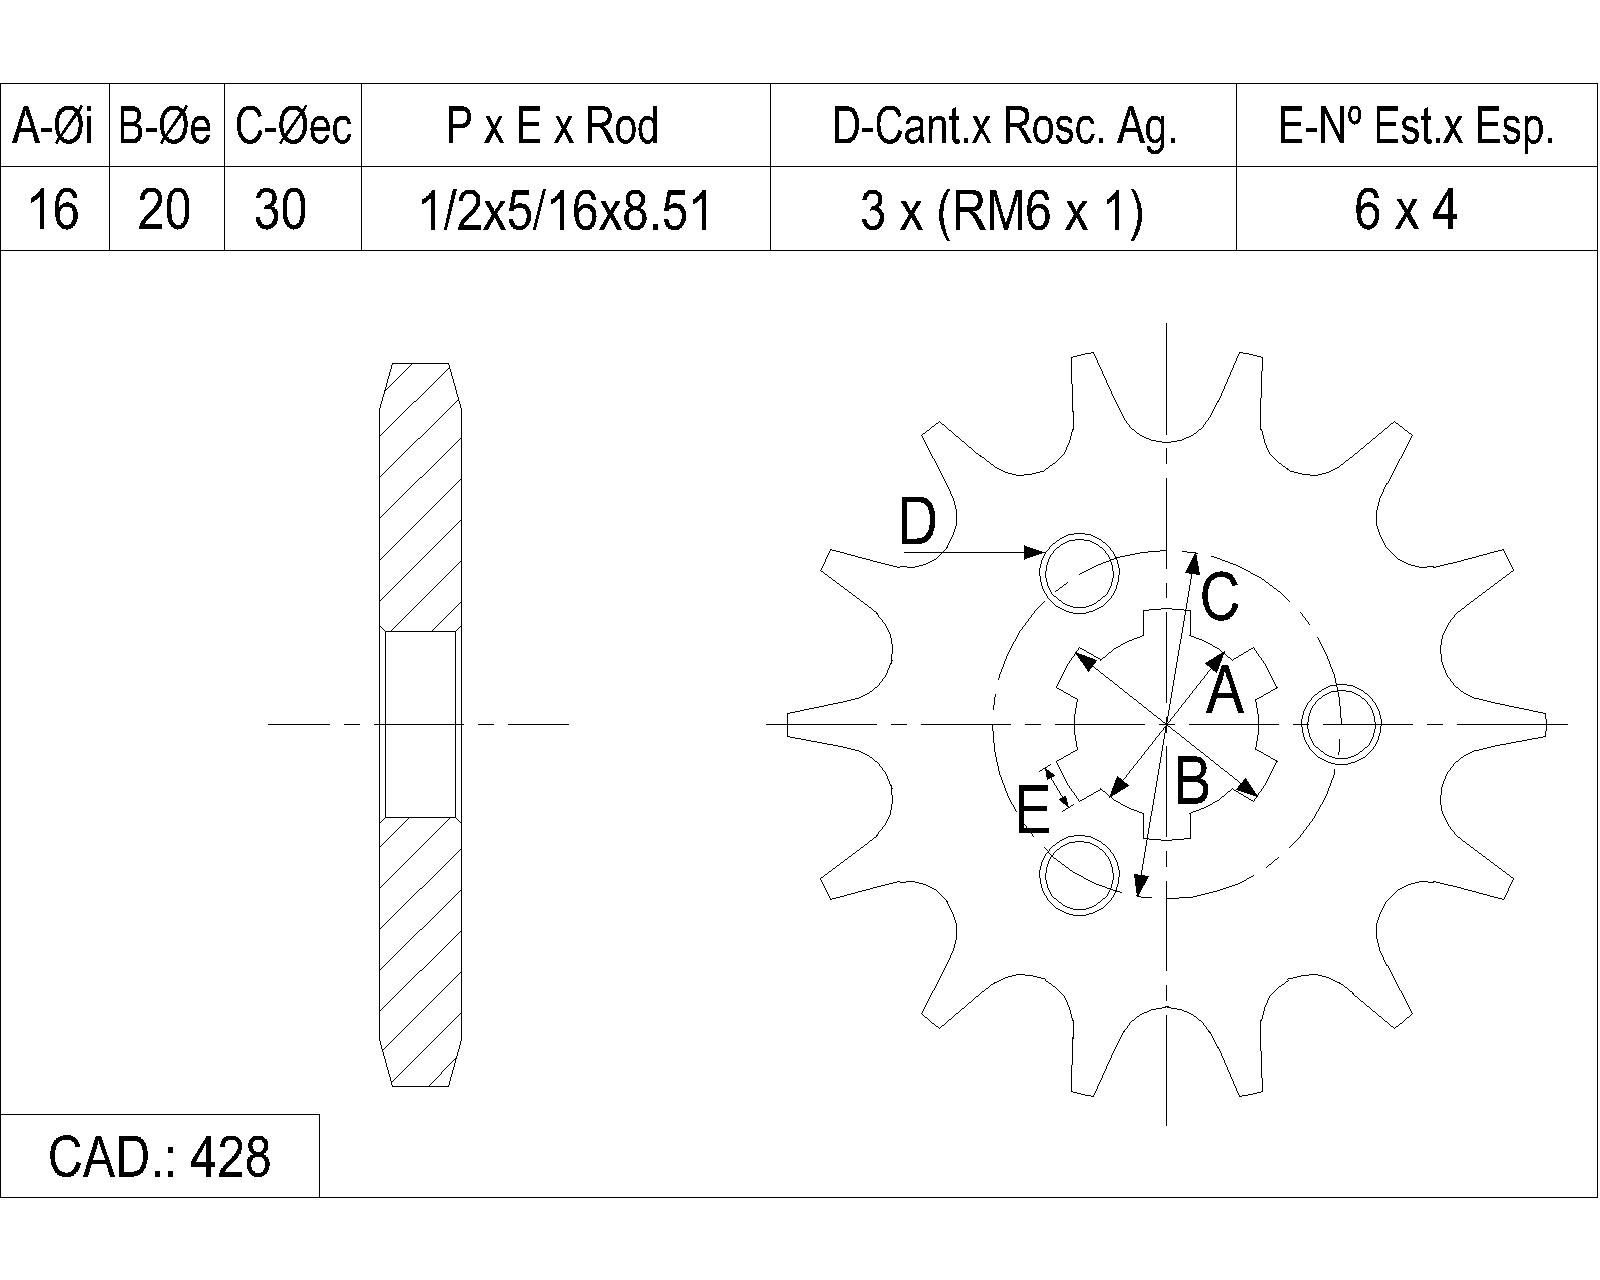 A-Øi B-Øe C-Øec P x E x Rod D-Cant.x Rosc. Ag. E-Nº Est.x Esp.
16 20 30 1/2x5/16x8.51 3 x (RM6 x 1) 6 x 4
D
C
A
B
E
CAD.: 428